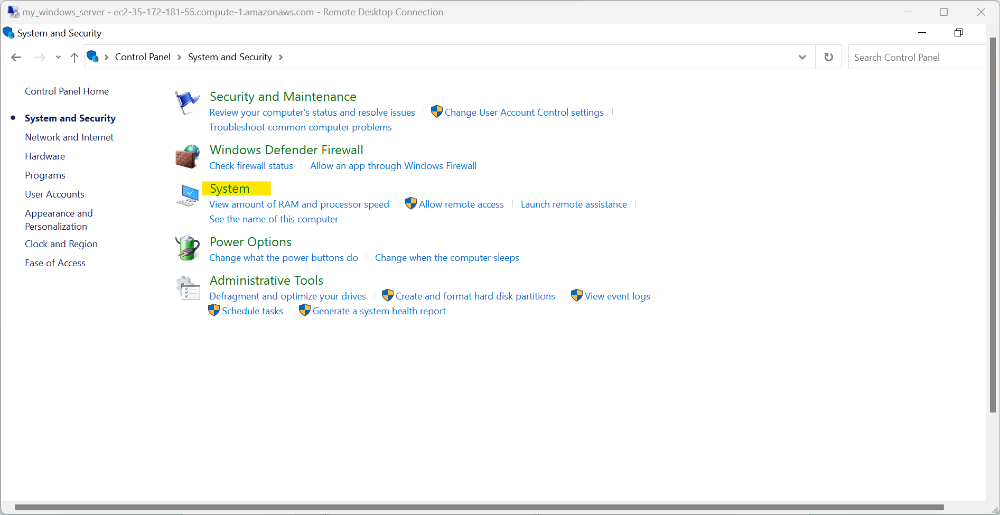 my_windows_server - ec2-35-172-181-55.compute-1.amazonaws.com - Remote Desktop Connection
System and Security
Control Panel System and Security
Search Control Panel
Control Panel Home
System and Security
Network and Internet
Hardware
Programs
User Accounts
Appearance and
Personalization
Clock and Region
Ease of Access
Security and Maintenance
Review your computer's status and resolve issues Change User Account Control settings
Troubleshoot common computer problems
Windows Defender Firewall
Check firewall status Allow an app through Windows Firewall
System
View amount of RAM and processor speed Allow remote access Launch remote assistance
See the name of this computer
Power Options
Change what the power buttons do Change when the computer sleeps
Administrative Tools
Defragment and optimize your drives Create and format hard disk partitions View event logs
Schedule tasks Generate a system health report